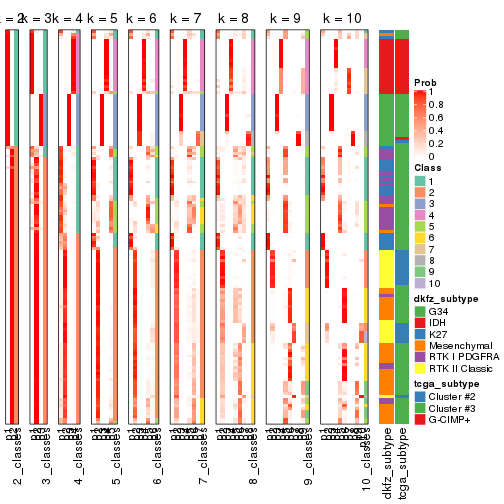 k = 2 k = 3 k = 4 k = 5 k = 6 k = 7 k = 8 k = 9 k = 10
Prob
1
0.8
0.6
0.4
0.2
0
Class
1
2
3
4
5
6
7
8
9
10
dkfz_subtype
G34
IDH
K27
Mesenchymal
RTK I PDGFRA
RTK II Classic
tcga_subtype
Cluster #2
Cluster #3
G-CIMP+
2_classes
3_classes
4_classes
5_classes
6_classes
7_classes
8_classes
9_classes
10_classes
dkfz_subtype
tcga_subtype